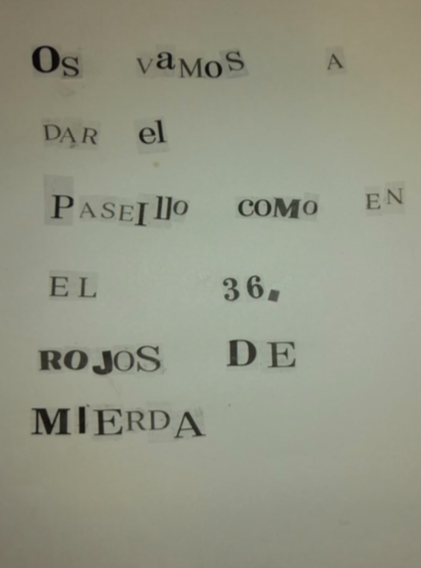 Os vaMos A
DAR el
PASEIllo COMO EN
EL 36.
ROJOS DE
MIERDA